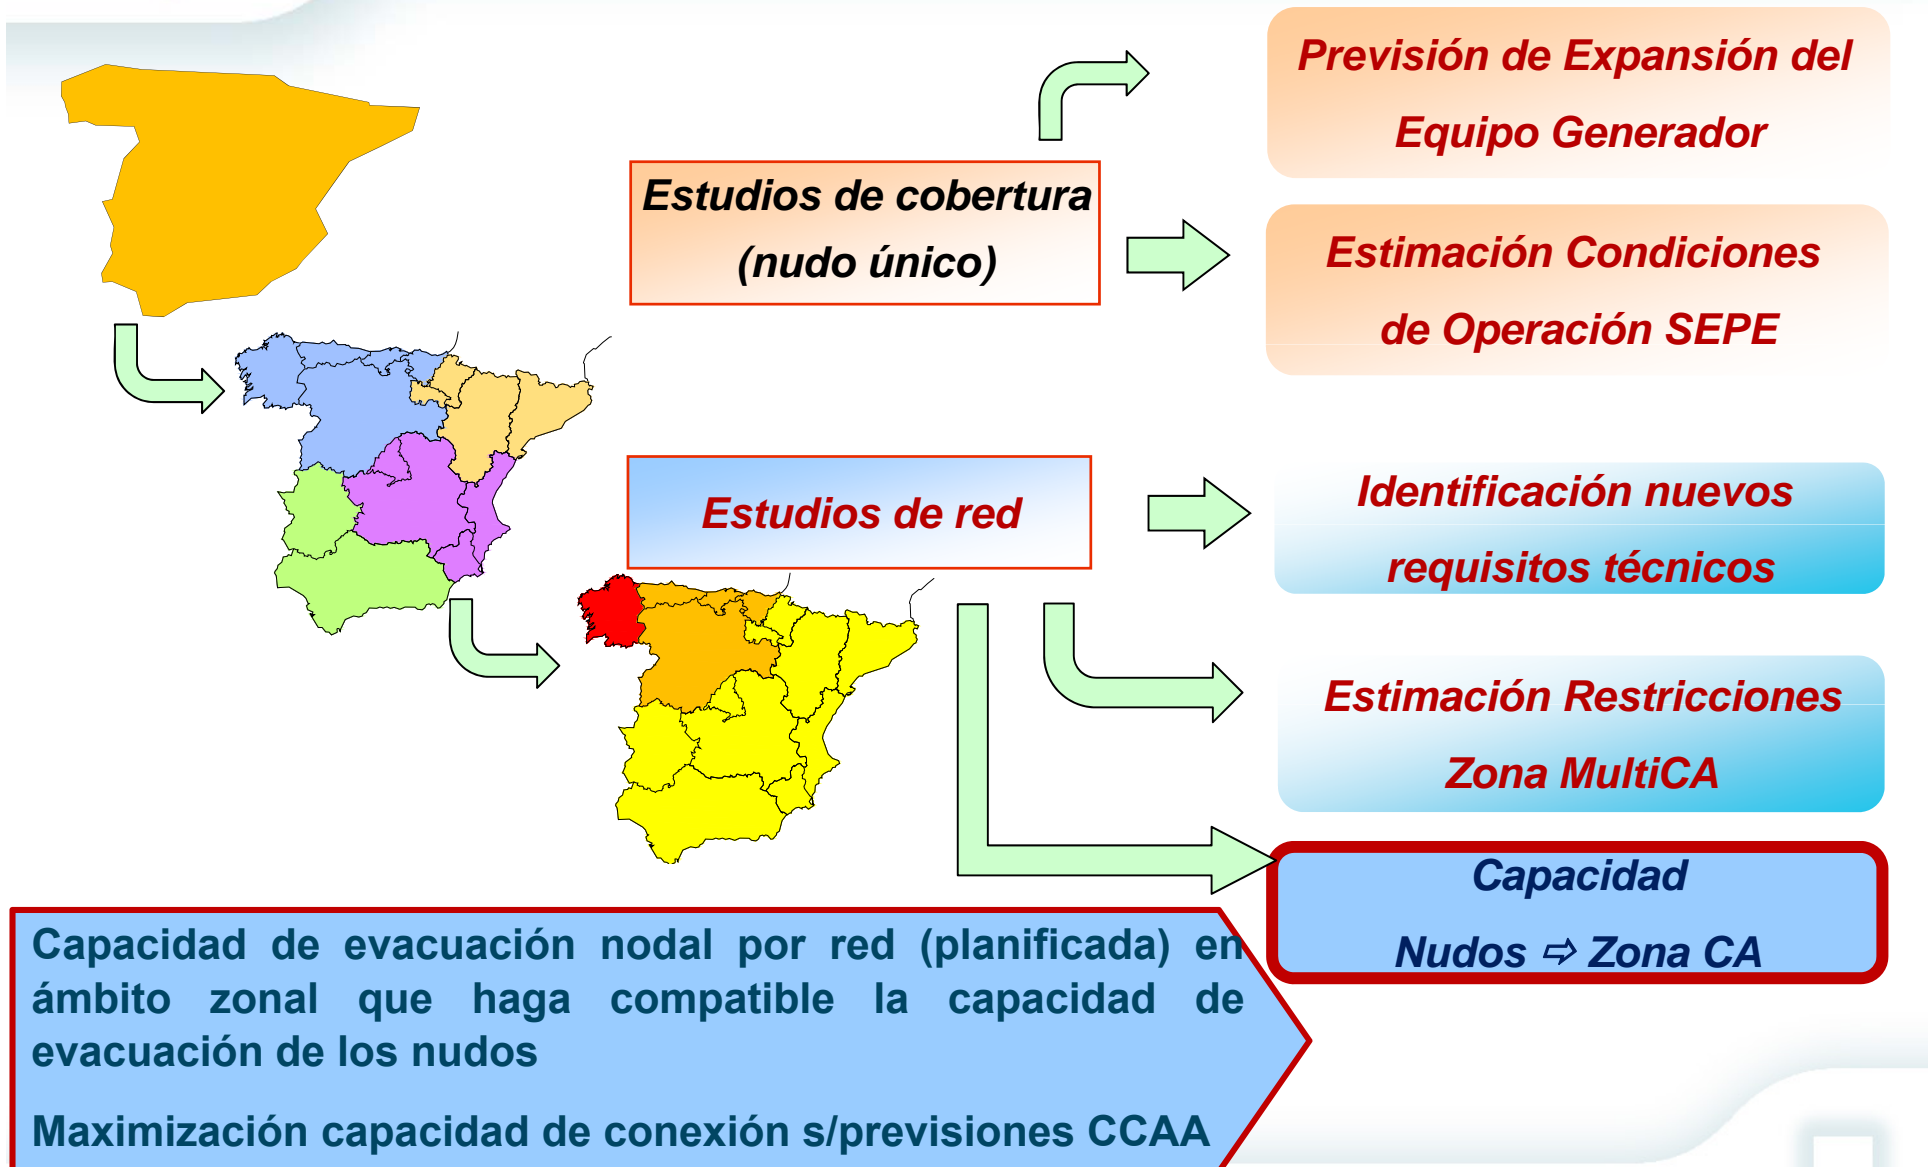 Previsión de Expansión del
Equipo Generador
Estudios de cobertura
(nudo único)
Estimación Condiciones
de Operación SEPE
Estudios de red
Identificación nuevos
requisitos técnicos
Estimación Restricciones
Zona MultiCA
Capacidad
Nudos ⇨ Zona CA
Capacidad de evacuación nodal por red (planificada) en
ámbito zonal que haga compatible la capacidad de
evacuación de los nudos
Maximización capacidad de conexión s/previsiones CCAA